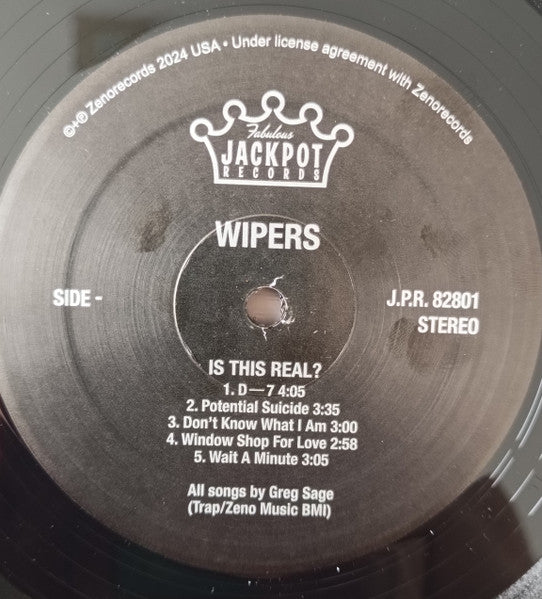 ©+℗ Zenorecords 2024 USA • Under license agreement with Zenorecords
Fabulous
JACKPOT
RECORDS
WIPERS
SIDE -
J.P.R. 82801
STEREO
IS THIS REAL?
1. D—7 4:05
2. Potential Suicide 3:35
3. Don't Know What I Am 3:00
4. Window Shop For Love 2:58
5. Wait A Minute 3:05
All songs by Greg Sage
(Trap/Zeno Music BMI)